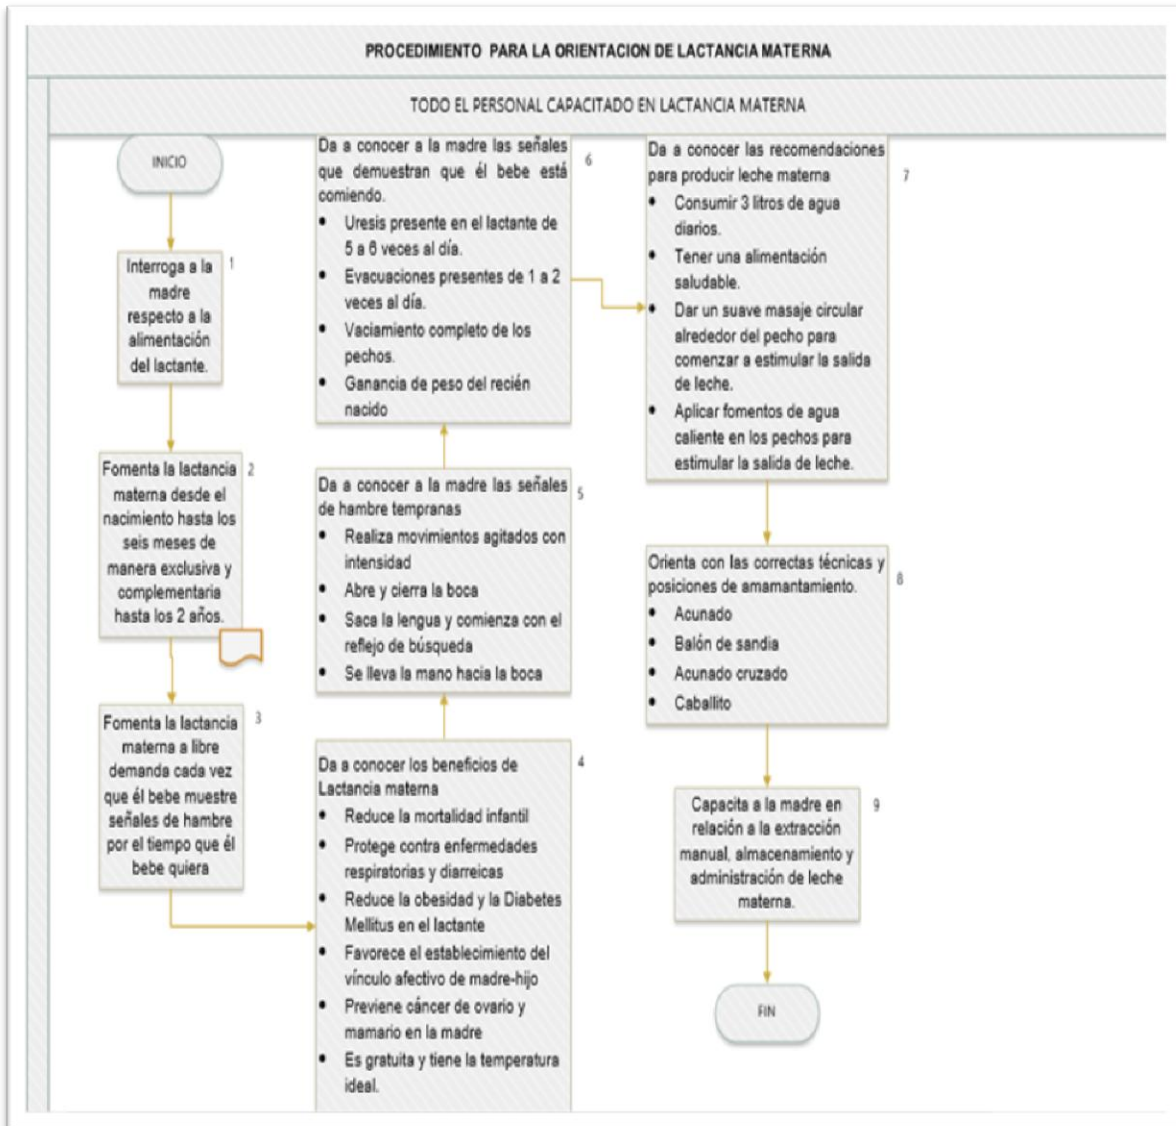 PROCEDIMIENTO PARA LA ORIENTACION DE LACTANCIA MATERNA
TODO EL PERSONAL CAPACITADO EN LACTANCIA MATERNA
INICIO
1
Interroga a la
madre
respecto a la
alimentación
del lactante.
2
Fomenta la lactancia
materna desde el
nacimiento hasta los
seis meses de
manera exclusiva y
complementaria
hasta los 2 años.
3
Fomenta la lactancia
materna a libre
demanda cada vez
que él bebe muestre
señales de hambre
por el tiempo que él
bebe quiera
4
Da a conocer los beneficios de
Lactancia materna
• Reduce la mortalidad infantil
• Protege contra enfermedades
respiratorias y diarreicas
• Reduce la obesidad y la Diabetes
Mellitus en el lactante
• Favorece el establecimiento del
vínculo afectivo de madre-hijo
• Previene cáncer de ovario y
mamario en la madre
• Es gratuita y tiene la temperatura
ideal.
5
Da a conocer a la madre las señales
de hambre tempranas
• Realiza movimientos agitados con
intensidad
• Abre y cierra la boca
• Saca la lengua y comienza con el
reflejo de búsqueda
• Se lleva la mano hacia la boca
6
Da a conocer a la madre las señales
que demuestran que él bebe está
comiendo.
• Uresis presente en el lactante de
5 a 6 veces al día.
• Evacuaciones presentes de 1 a 2
veces al día.
• Vaciamiento completo de los
pechos.
• Ganancia de peso del recién
nacido
7
Da a conocer las recomendaciones
para producir leche materna
• Consumir 3 litros de agua
diarios.
• Tener una alimentación
saludable.
• Dar un suave masaje circular
alrededor del pecho para
comenzar a estimular la salida
de leche.
• Aplicar fomentos de agua
caliente en los pechos para
estimular la salida de leche.
8
Orienta con las correctas técnicas y
posiciones de amamantamiento.
• Acunado
• Balón de sandia
• Acunado cruzado
• Caballito
9
Capacita a la madre en
relación a la extracción
manual, almacenamiento y
administración de leche
materna.
FIN